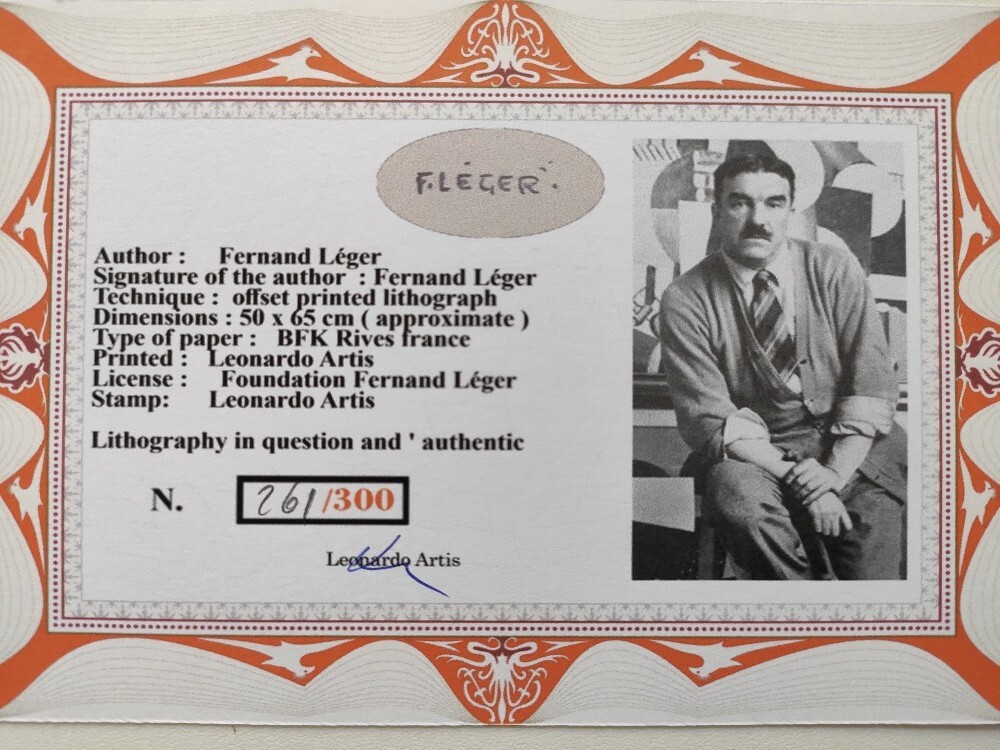 F.LÉGER.
Author : Fernand Léger
Signature of the author : Fernand Léger
Technique : offset printed lithograph
Dimensions : 50 x 65 cm ( approximate )
Type of paper : BFK Rives france
Printed : Leonardo Artis
License : Foundation Fernand Léger
Stamp: Leonardo Artis
Lithography in question and ' authentic
N. 261/300
Leonardo Artis